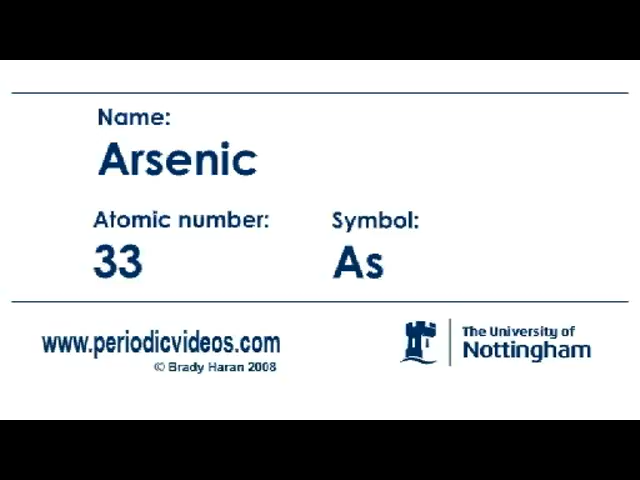 Name:
Arsenic
Atomic number:
33
Symbol:
As
www.periodicvideos.com
© Brady Haran 2008
The University of
Nottingham